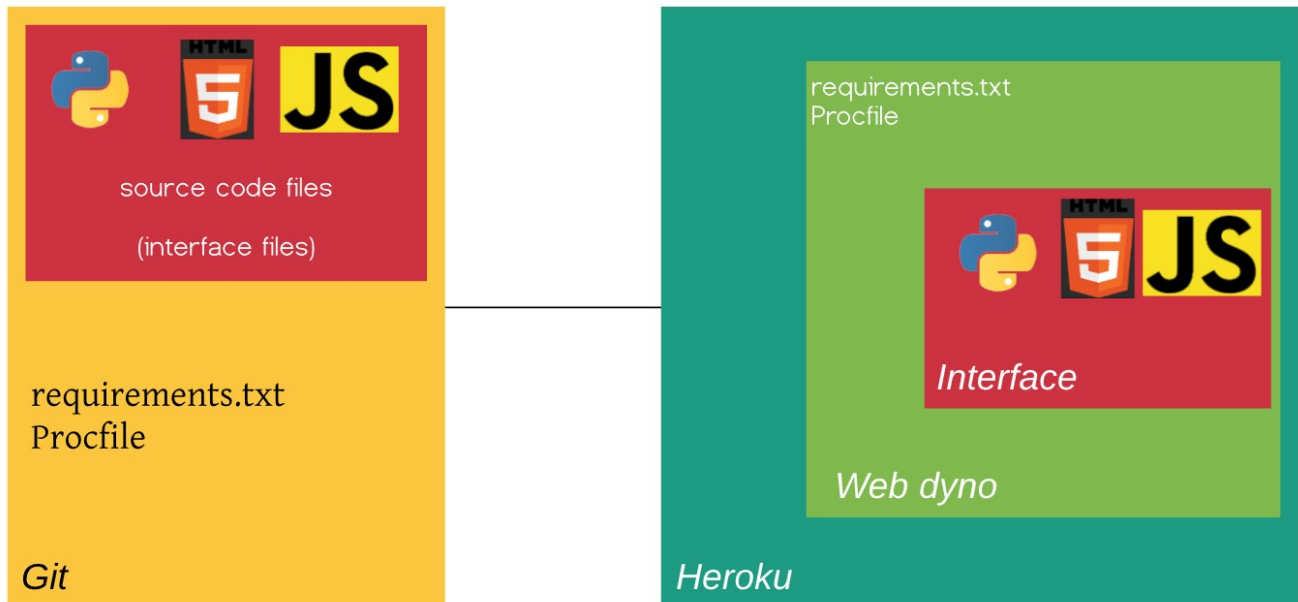 HTML
5
JS
source code files
(interface files)
requirements.txt
Procfile
Git
requirements.txt
Procfile
HTML
5
JS
Interface
Web dyno
Heroku